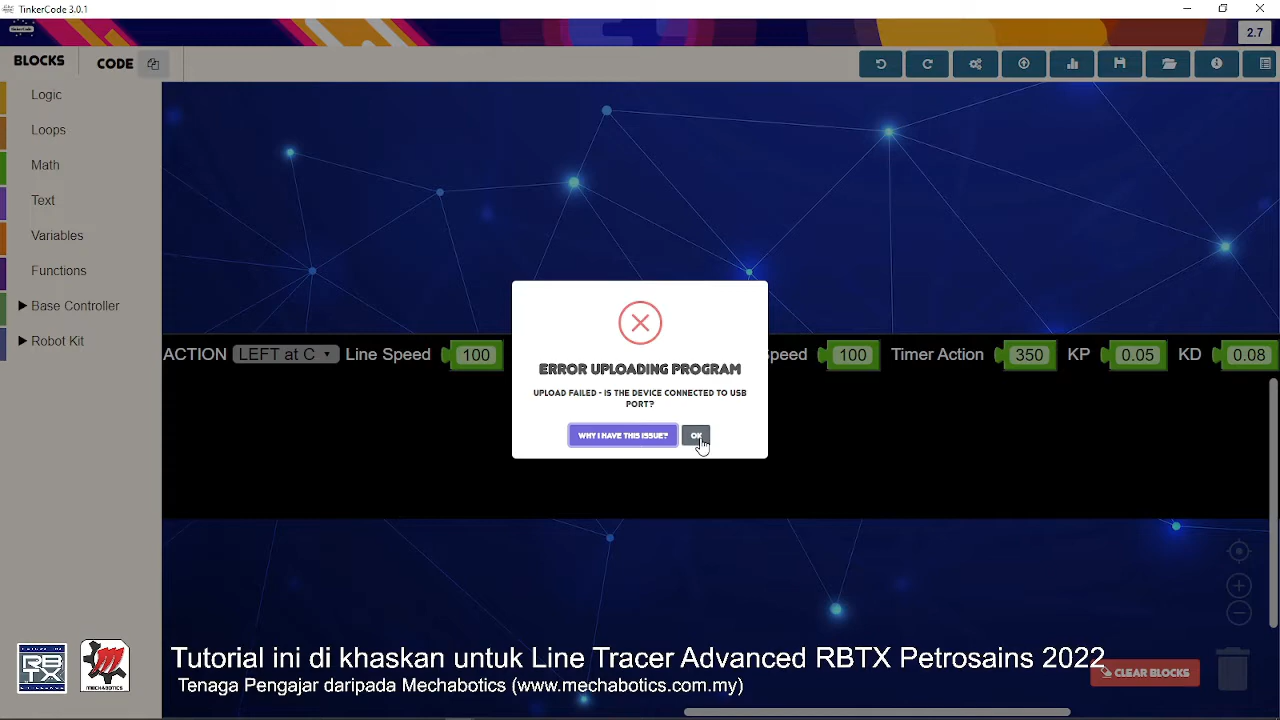 TinkerCode 3.0.1
2.7
BLOCKS
CODE
Logic
Loops
Math
Text
Variables
Functions
Base Controller
Robot Kit
ACTION LEFT at C Line Speed 100 peed 100 Timer Action 350 KP 0.05 KD 0.08
ERROR UPLOADING PROGRAM
UPLOAD FAILED - IS THE DEVICE CONNECTED TO USB
PORT?
WHY I HAVE THIS ISSUE?
OK
CLEAR BLOCKS
RBTX
MECHABOTICS
Tutorial ini di khaskan untuk Line Tracer Advanced RBTX Petrosains 2022
Tenaga Pengajar daripada Mechabotics (www.mechabotics.com.my)